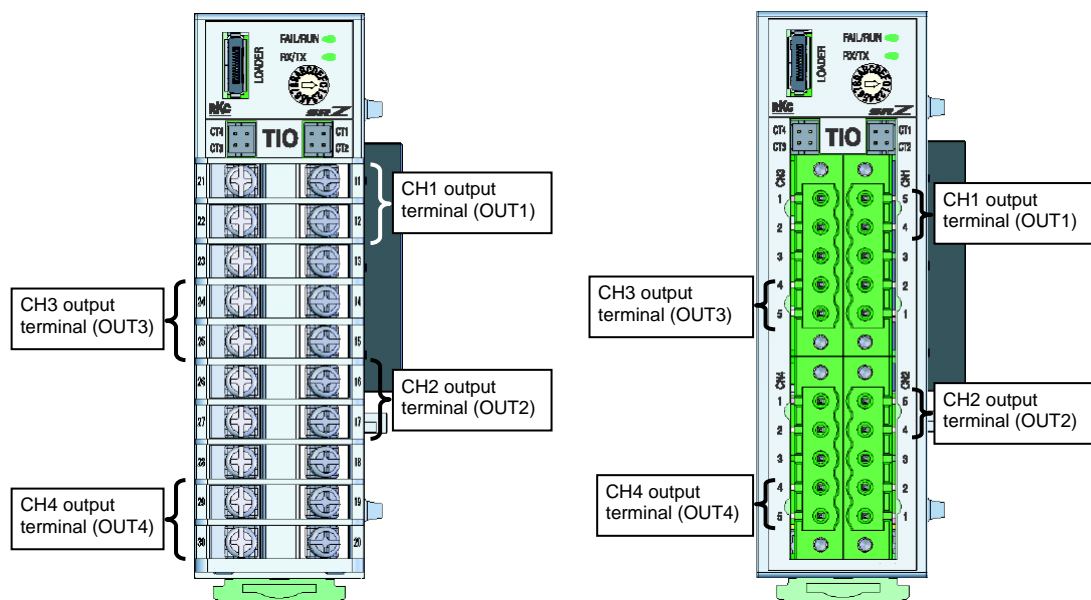 FAIL/RUN
RX/TX
LOADER
RKC
SRZ
CT4
CT3
TIO
CT1
CT2
21
22
23
24
25
26
27
28
29
30
11
12
13
14
15
16
17
18
19
20
CH1 output
terminal (OUT1)
CH3 output
terminal (OUT3)
CH2 output
terminal (OUT2)
CH4 output
terminal (OUT4)
FAIL/RUN
RX/TX
LOADER
RKC
SRZ
CT4
CT3
TIO
CT1
CT2
CN3
1
2
3
4
5
CN4
1
2
3
4
5
CN1
5
4
3
2
1
CN2
5
4
3
2
1
CH1 output
terminal (OUT1)
CH3 output
terminal (OUT3)
CH2 output
terminal (OUT2)
CH4 output
terminal (OUT4)